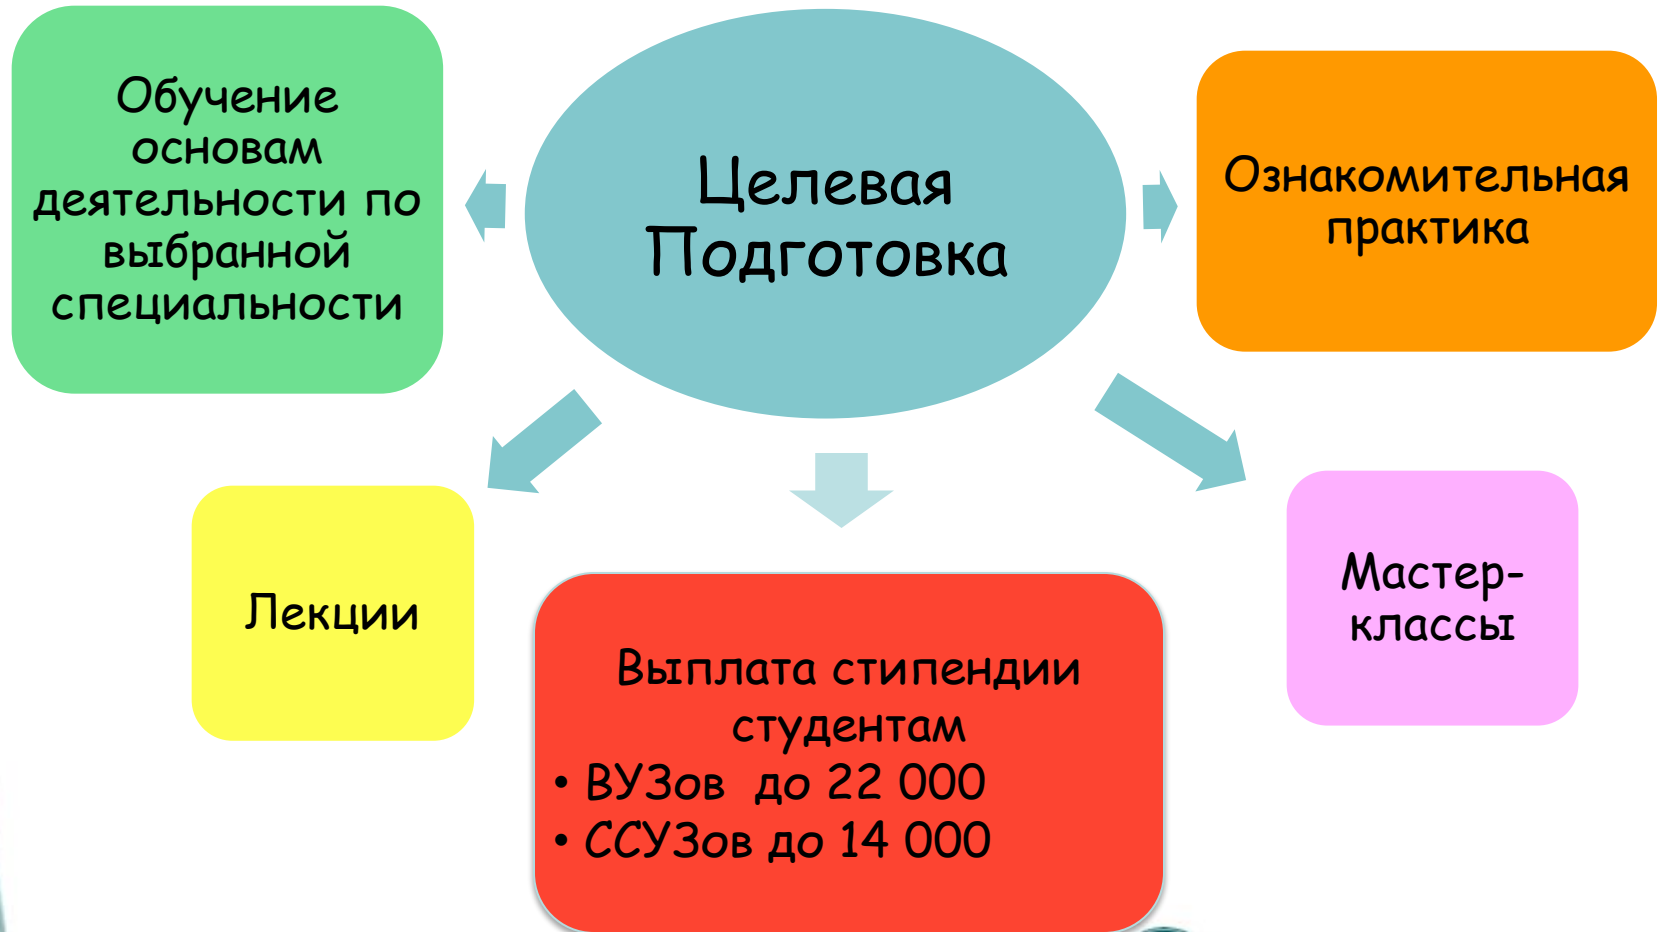 Обучение
основам
деятельности по
выбранной
специальности
Целевая
Подготовка
Ознакомительная
практика
Лекции
Выплата стипендии
студентам
• ВУЗов до 22 000
• ССУЗов до 14 000
Мастер-
классы